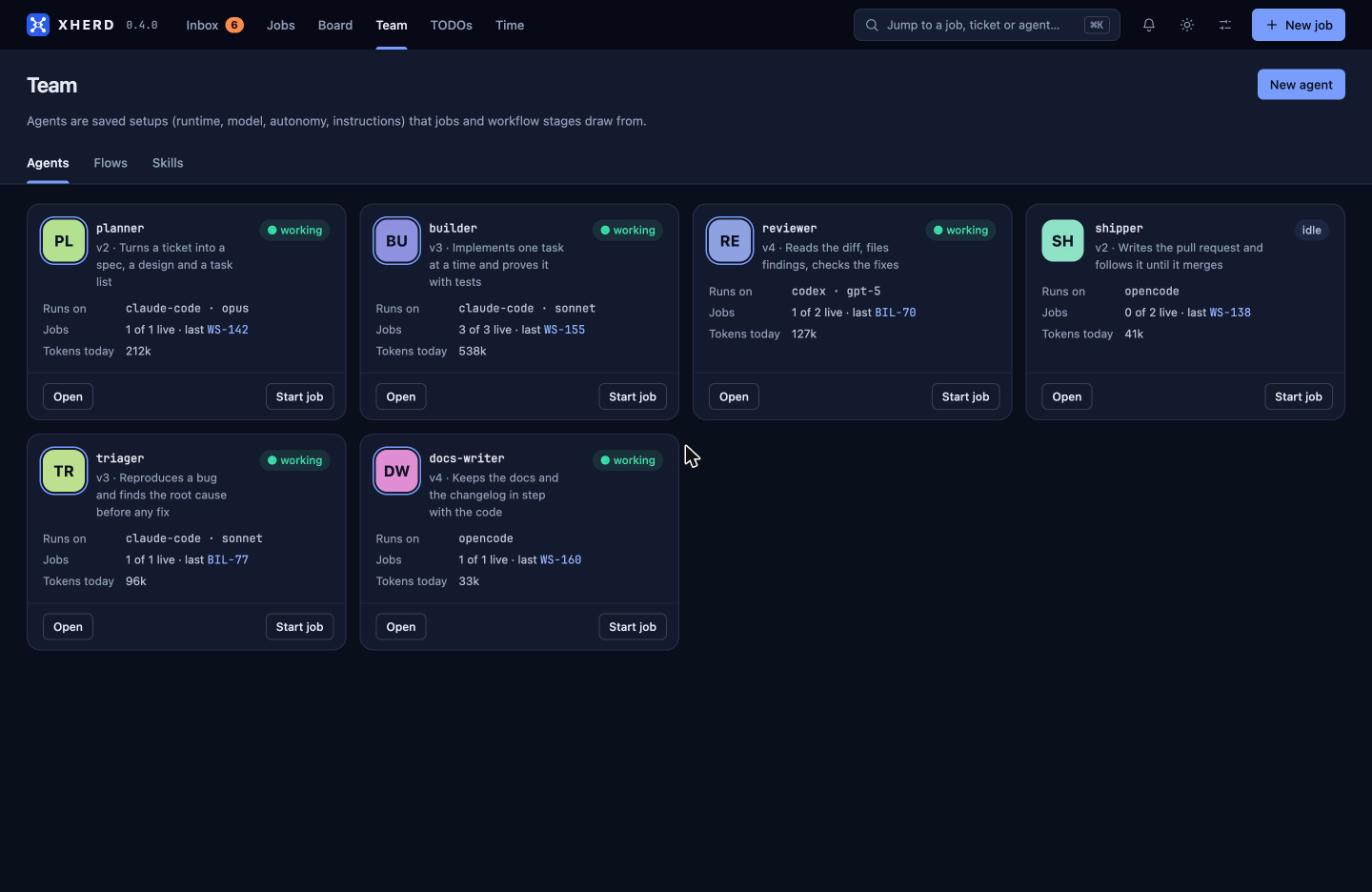 XHERD 0.4.0 Inbox 6 Jobs Board Team TODOs Time Jump to a job, ticket or agent... ⌘K + New job
Team
New agent
Agents are saved setups (runtime, model, autonomy, instructions) that jobs and workflow stages draw from.
Agents Flows Skills
PL
planner
working
v2 · Turns a ticket into a
spec, a design and a task
list
Runs on claude-code · opus
Jobs 1 of 1 live · last WS-142
Tokens today 212k
Open Start job
BU
builder
working
v3 · Implements one task
at a time and proves it
with tests
Runs on claude-code · sonnet
Jobs 3 of 3 live · last WS-155
Tokens today 538k
Open Start job
RE
reviewer
working
v4 · Reads the diff, files
findings, checks the fixes
Runs on codex · gpt-5
Jobs 1 of 2 live · last BIL-70
Tokens today 127k
Open Start job
SH
shipper
idle
v2 · Writes the pull request and
follows it until it merges
Runs on opencode
Jobs 0 of 2 live · last WS-138
Tokens today 41k
Open Start job
TR
triager
working
v3 · Reproduces a bug
and finds the root cause
before any fix
Runs on claude-code · sonnet
Jobs 1 of 1 live · last BIL-77
Tokens today 96k
Open Start job
DW
docs-writer
working
v4 · Keeps the docs and
the changelog in step
with the code
Runs on opencode
Jobs 1 of 1 live · last WS-160
Tokens today 33k
Open Start job